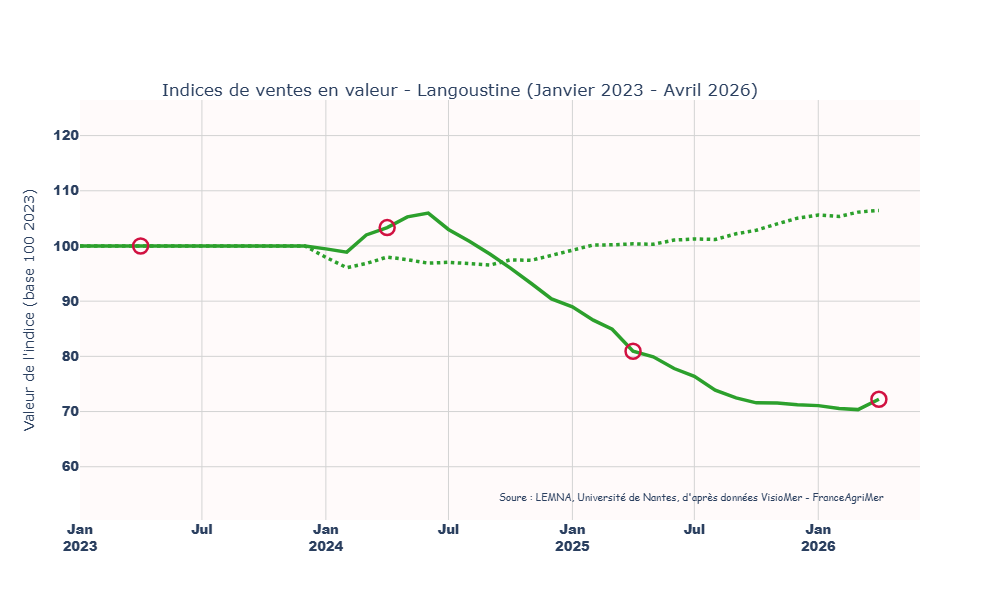 Indices de ventes en valeur - Langoustine (Janvier 2023 - Avril 2026)
Valeur de l'indice (base 100 2023)
120
110
100
90
80
70
60
Soure : LEMNA, Université de Nantes, d'après données VisioMer - FranceAgriMer
Jan Jul Jan Jul Jan Jul Jan
2023 2024 2025 2026